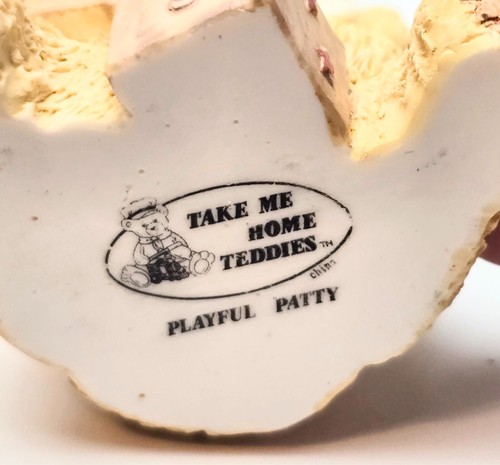 TAKE ME
HOME
TEDDIES™
china
PLAYFUL PATTY